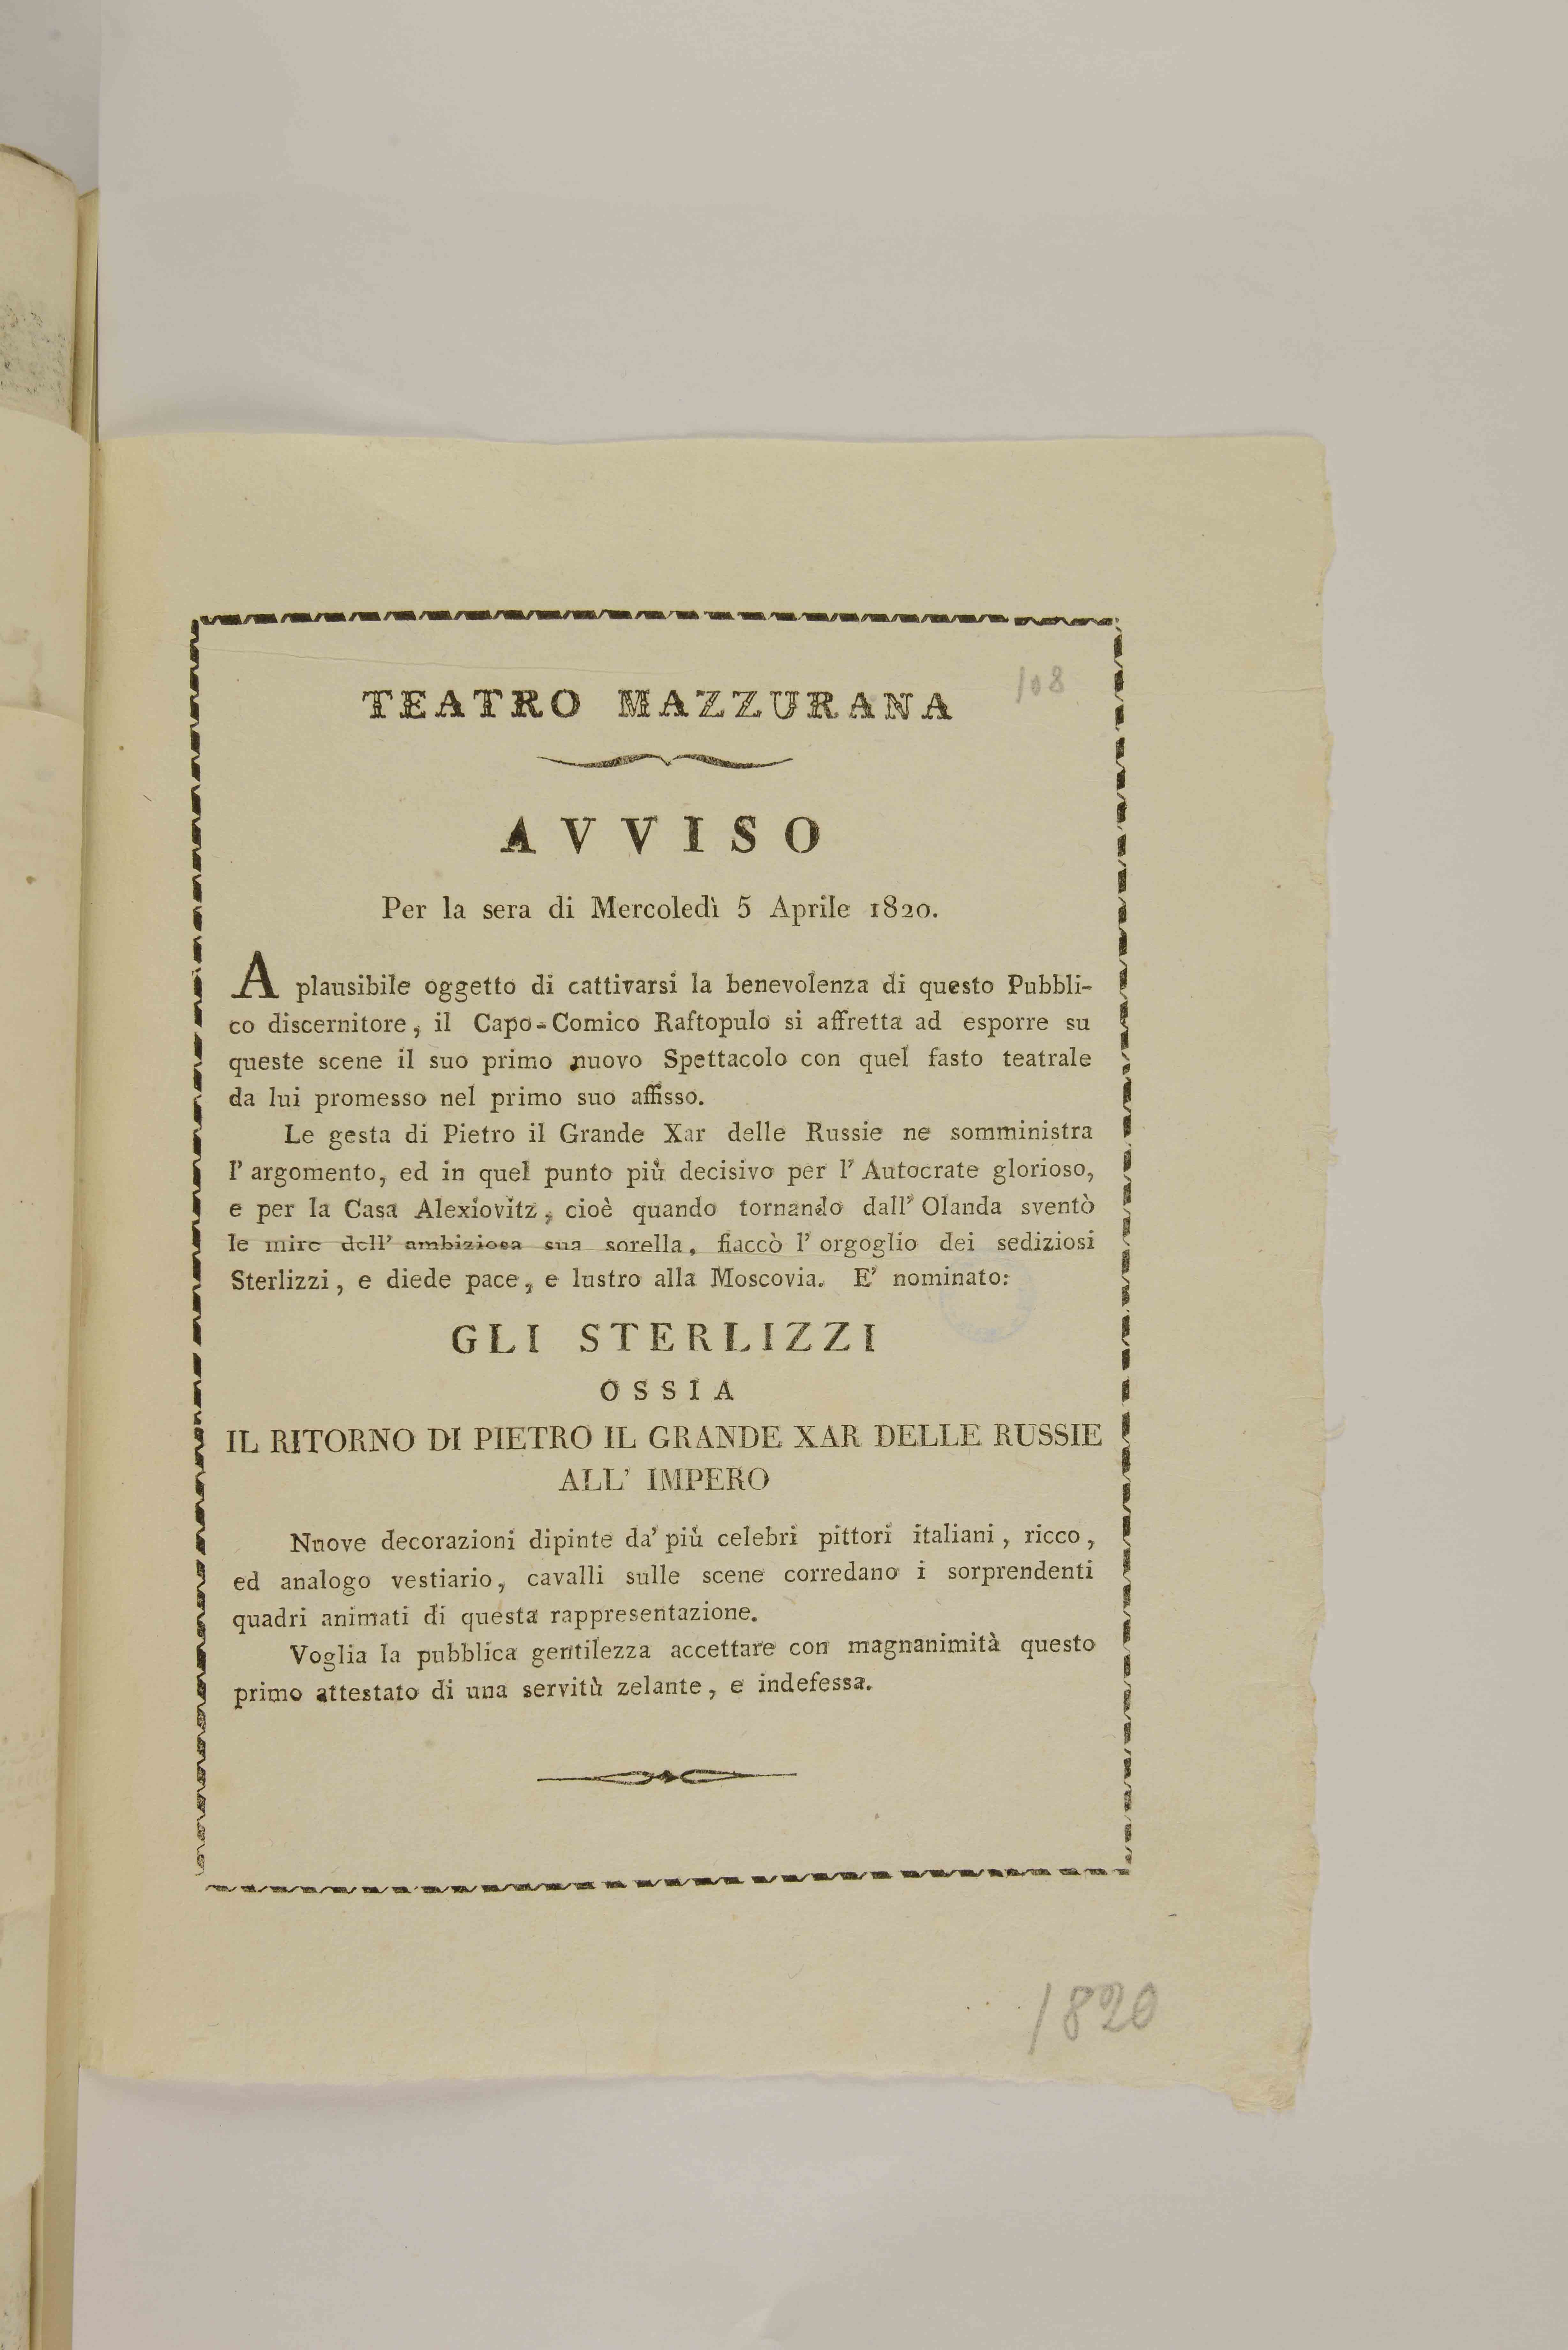 TEATRO MAZZURANA
108
AVVISO
Per la sera di Mercoledì 5 Aprile 1820.
A plausibile oggetto di cattivarsi la benevolenza di questo Pubbli-
co discernitore, il Capo-Comico Raftopulo si affretta ad esporre su
queste scene il suo primo nuovo Spettacolo con quel fasto teatrale
da lui promesso nel primo suo affisso.
Le gesta di Pietro il Grande Xar delle Russie ne somministra
l' argomento, ed in quel punto più decisivo per l' Autocrate glorioso,
e per la Casa Alexiovitz, cioè quando tornando dall' Olanda sventò
le mire dell' ambiziosa sua sorella, fiaccò l' orgoglio dei sediziosi
Sterlizzi, e diede pace, e lustro alla Moscovia. E' nominato:
GLI STERLIZZI
OSSIA
IL RITORNO DI PIETRO IL GRANDE XAR DELLE RUSSIE
ALL' IMPERO
Nuove decorazioni dipinte da' più celebri pittori italiani, ricco,
ed analogo vestiario, cavalli sulle scene corredano i sorprendenti
quadri animati di questa rappresentazione.
Voglia la pubblica gentilezza accettare con magnanimità questo
primo attestato di una servitù zelante, e indefessa.
1820